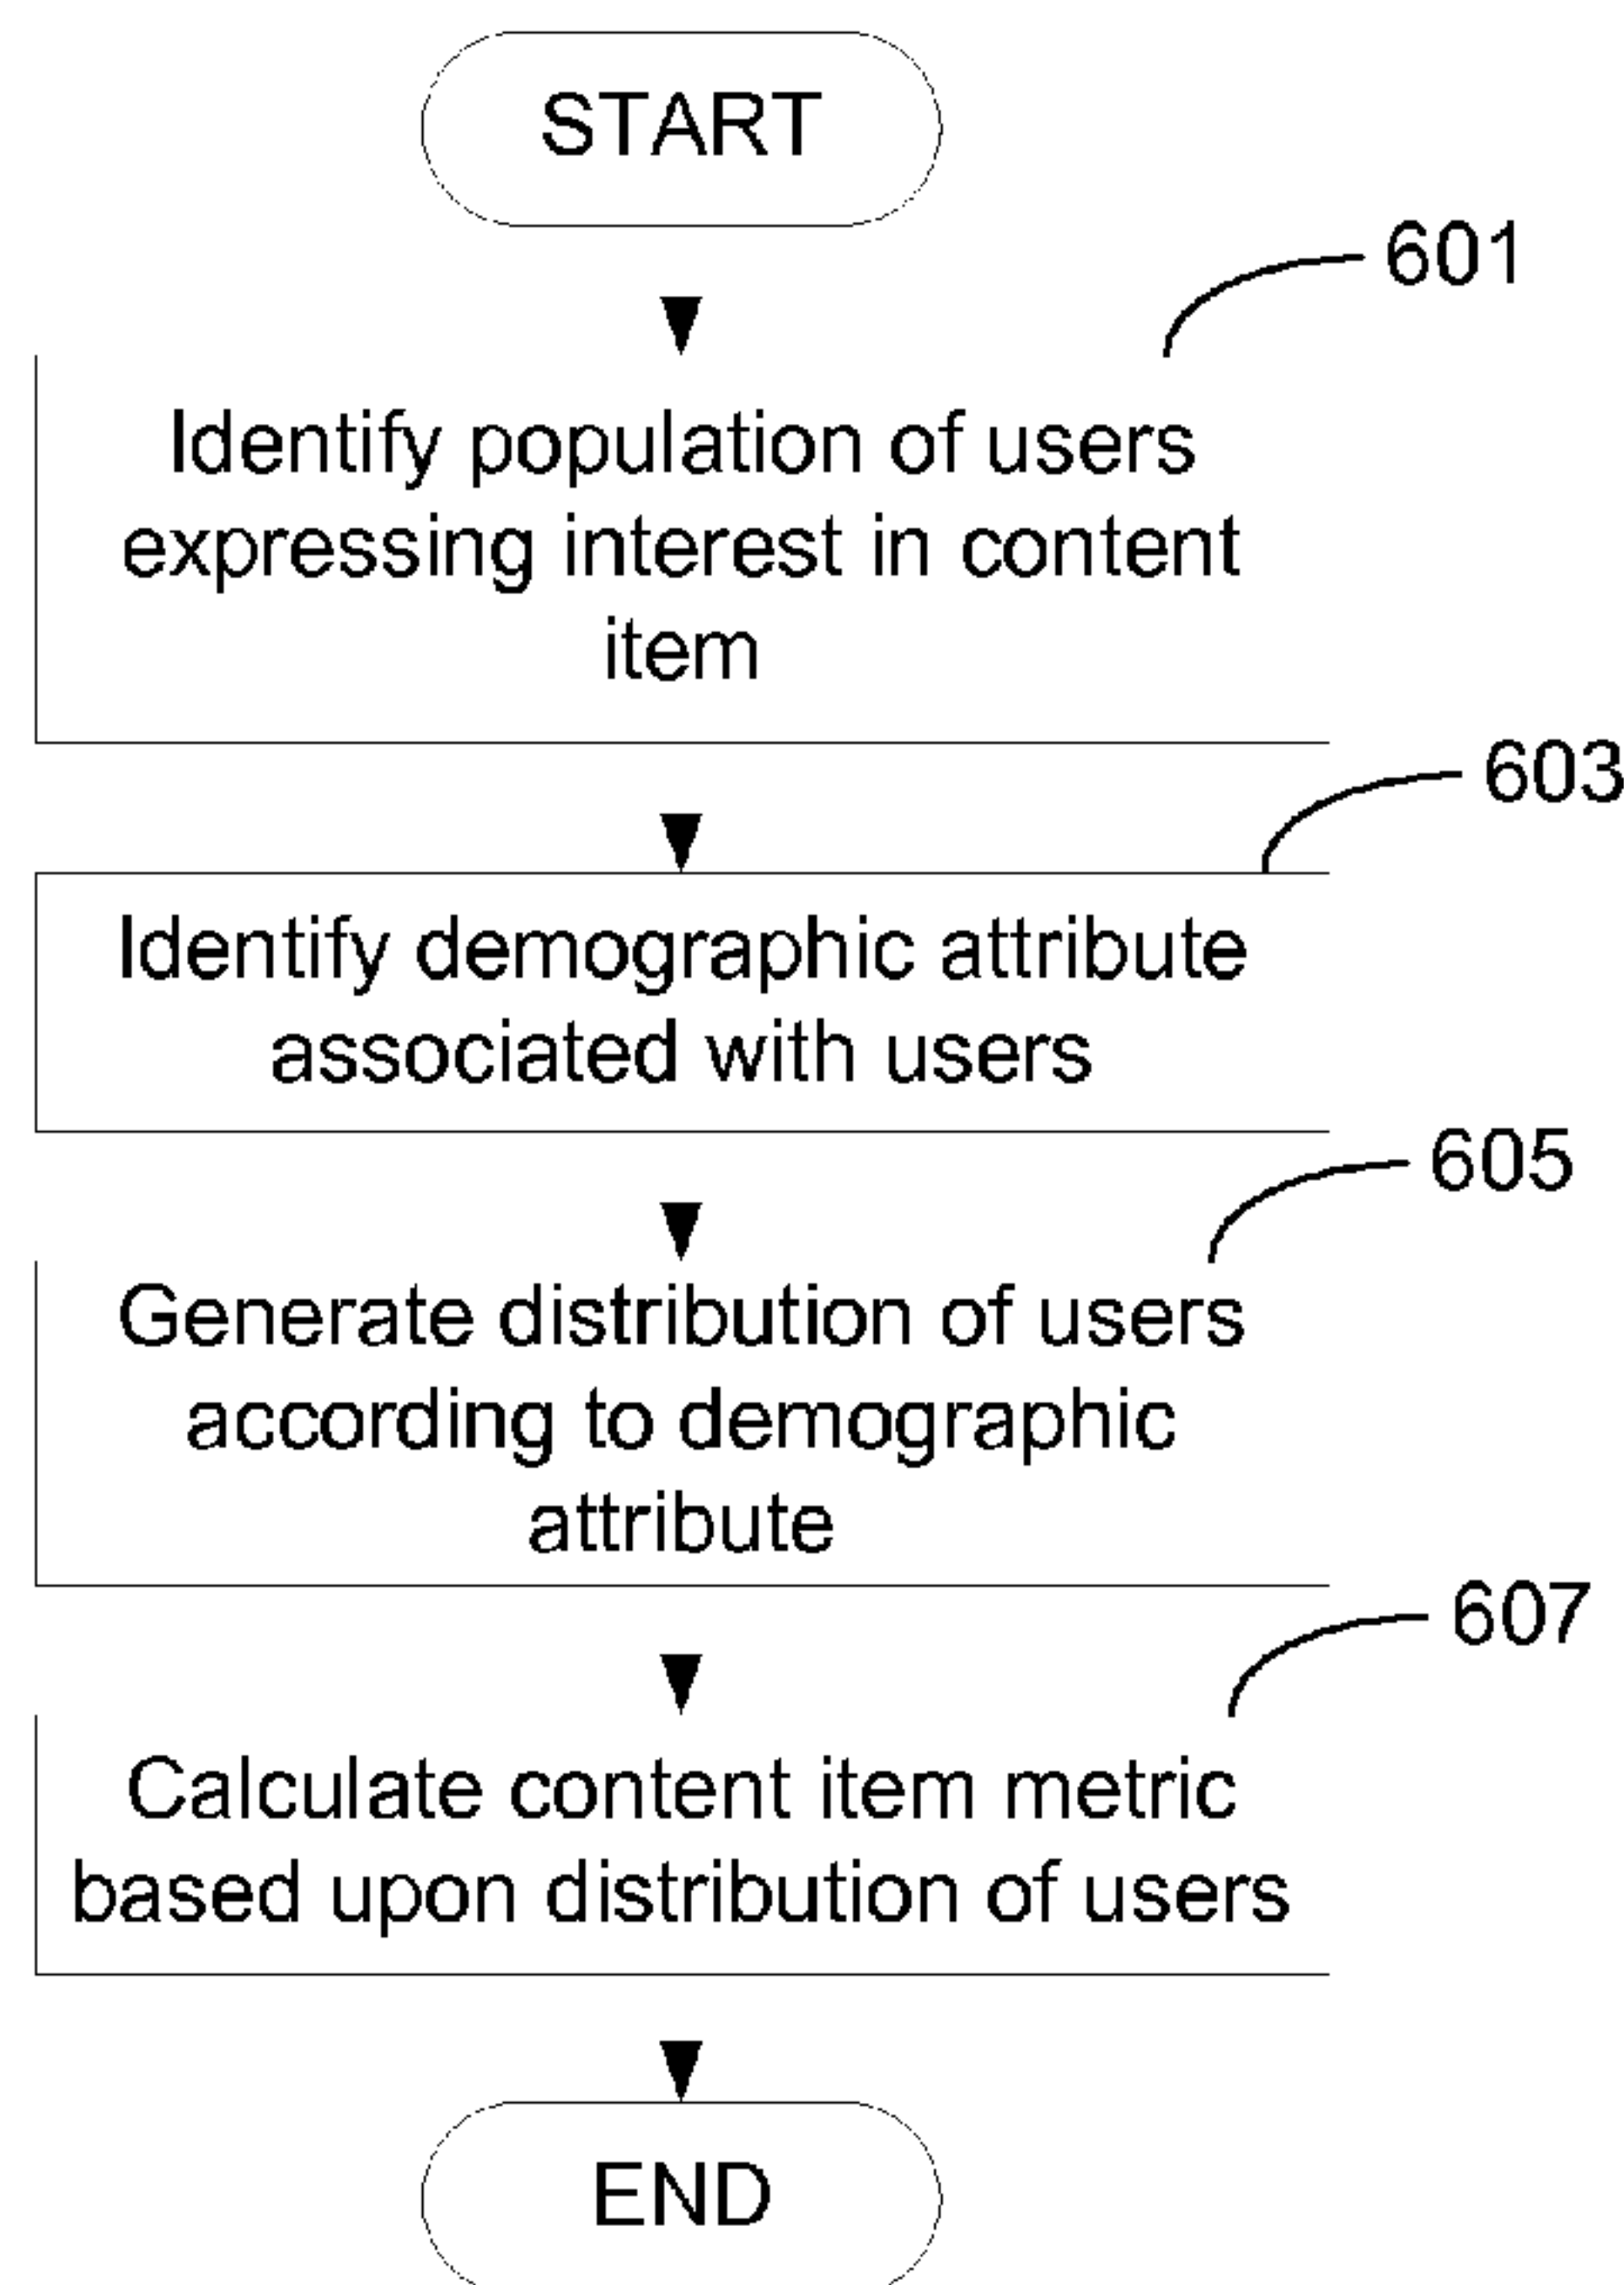 START
601
Identify population of users
expressing interest in content
item
603
Identify demographic attribute
associated with users
605
Generate distribution of users
according to demographic
attribute
607
Calculate content item metric
based upon distribution of users
END